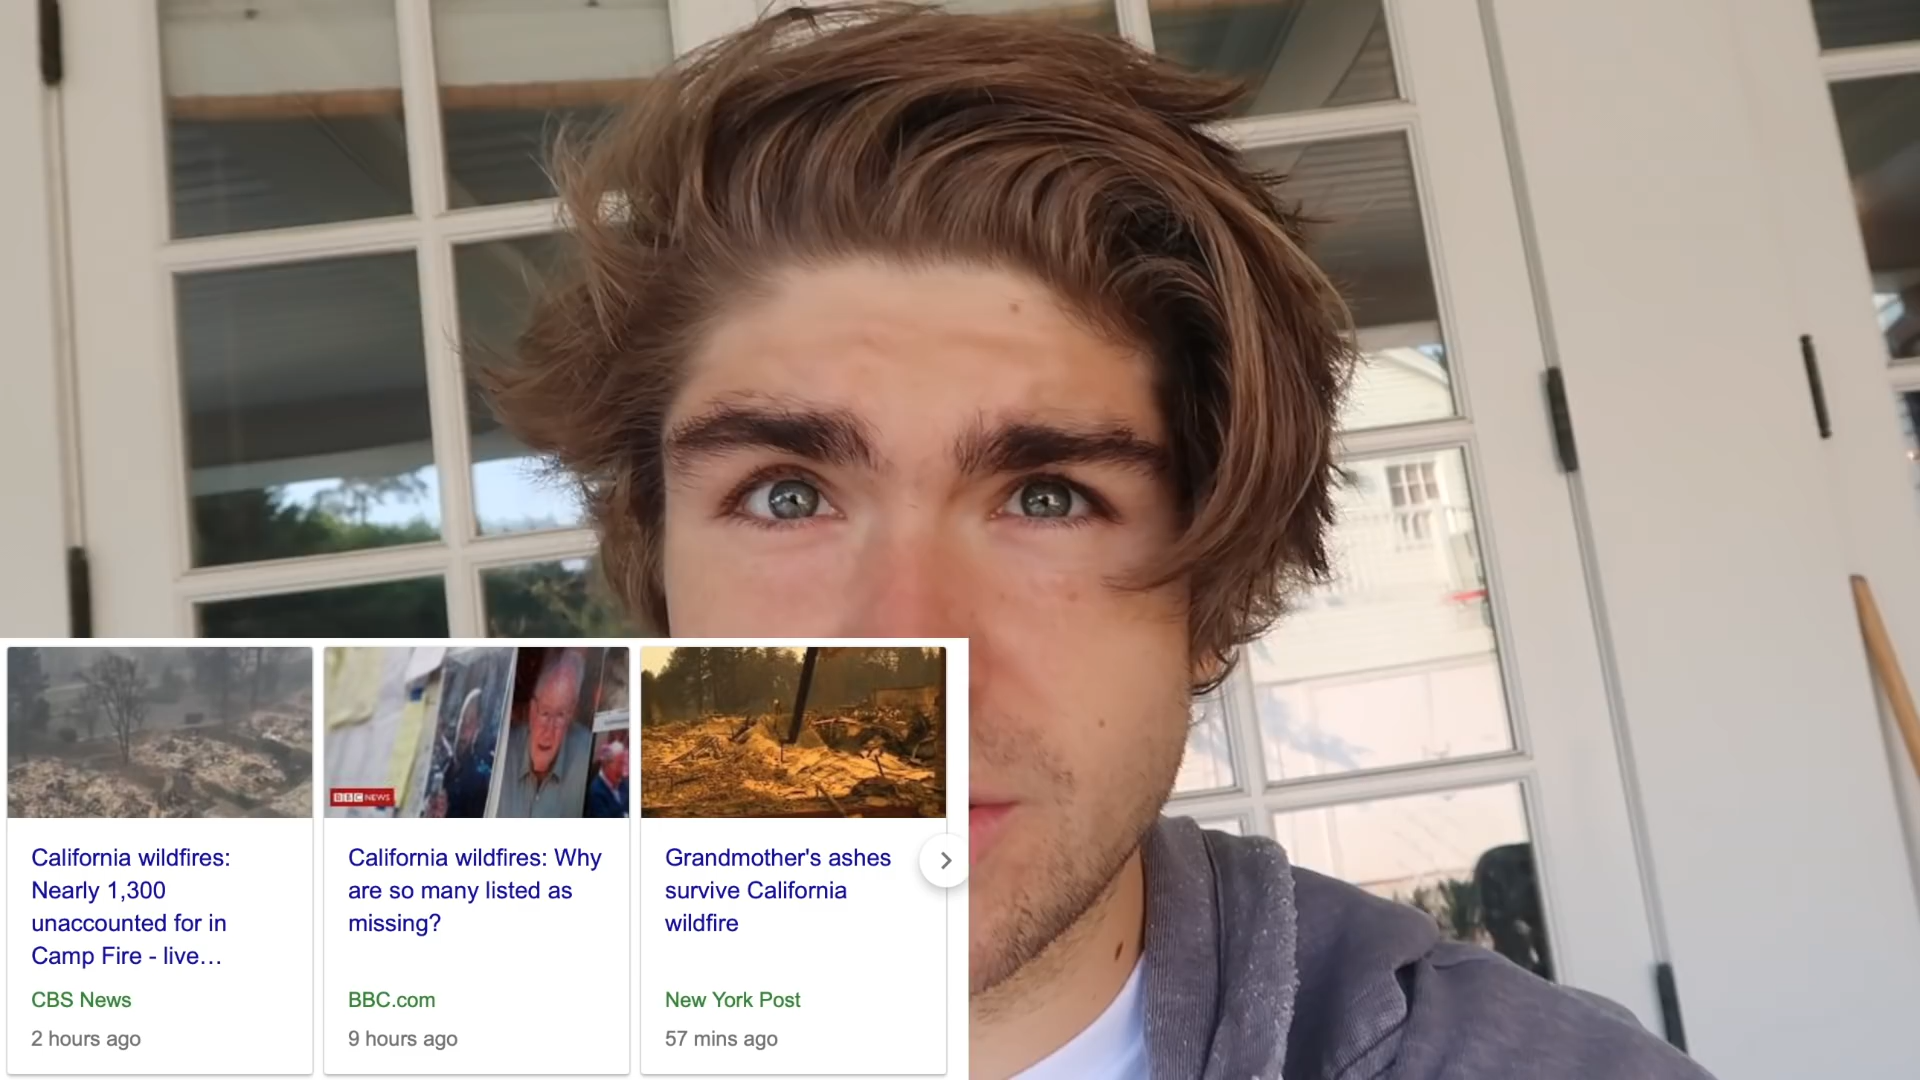 BBC NEWS
California wildfires:
Nearly 1,300
unaccounted for in
Camp Fire - live...
CBS News
2 hours ago
California wildfires: Why
are so many listed as
missing?
BBC.com
9 hours ago
Grandmother's ashes
survive California
wildfire
New York Post
57 mins ago